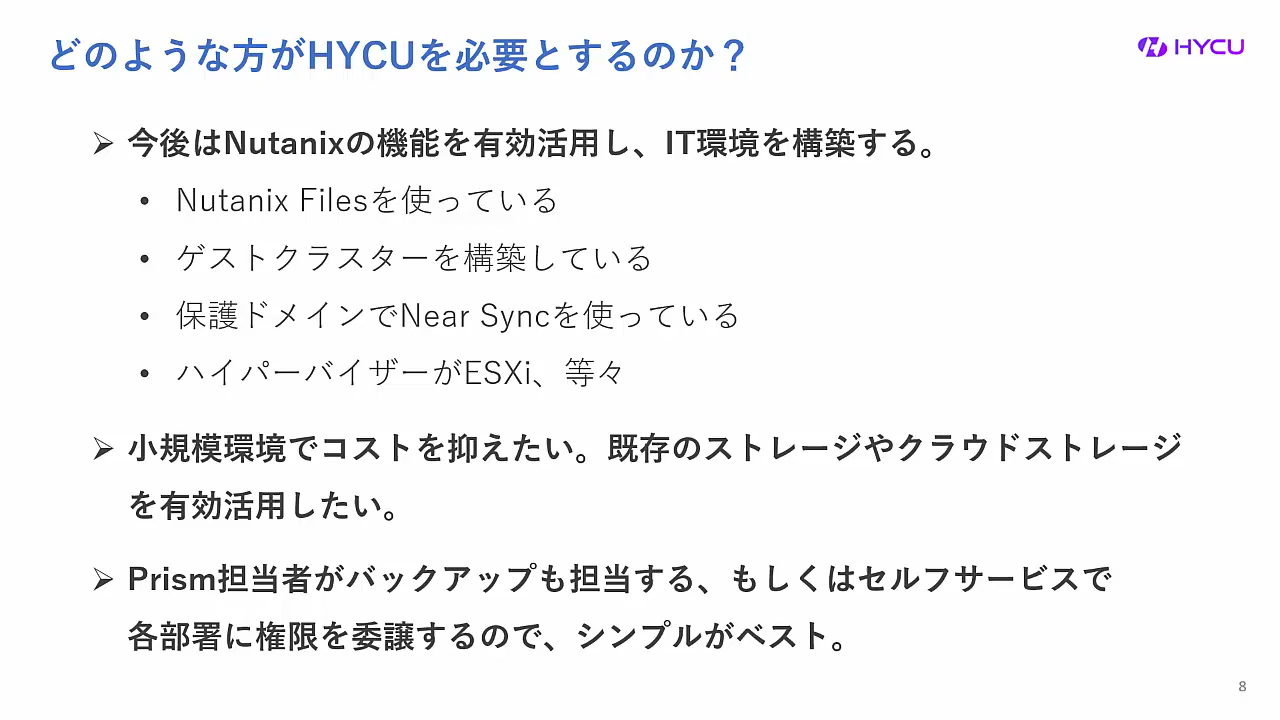 どのような方がHYCUを必要とするのか？
HYCU
➢ 今後はNutanixの機能を有効活用し、IT環境を構築する。
• Nutanix Filesを使っている
• ゲストクラスターを構築している
• 保護ドメインでNear Syncを使っている
• ハイパーバイザーがESXi、等々
➢ 小規模環境でコストを抑えたい。既存のストレージやクラウドストレージ
を有効活用したい。
➢ Prism担当者がバックアップも担当する、もしくはセルフサービスで
各部署に権限を委譲するので、シンプルがベスト。
8